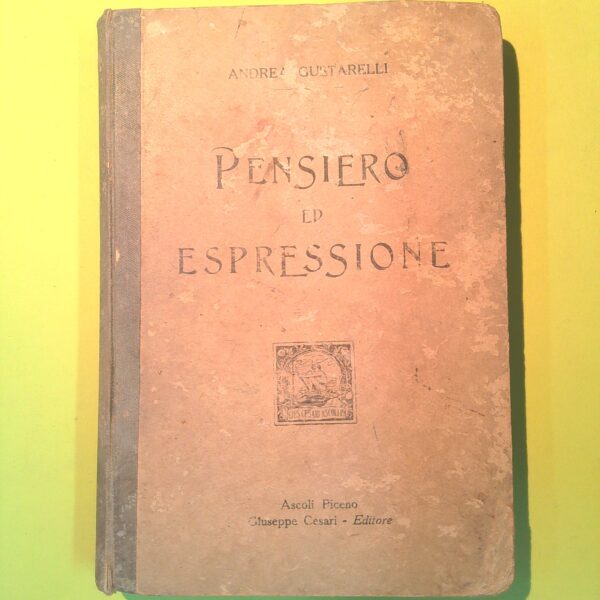 ANDREA GUSTARELLI
PENSIERO
ED
ESPRESSIONE
Ascoli Piceno
Giuseppe Cesari - Editore